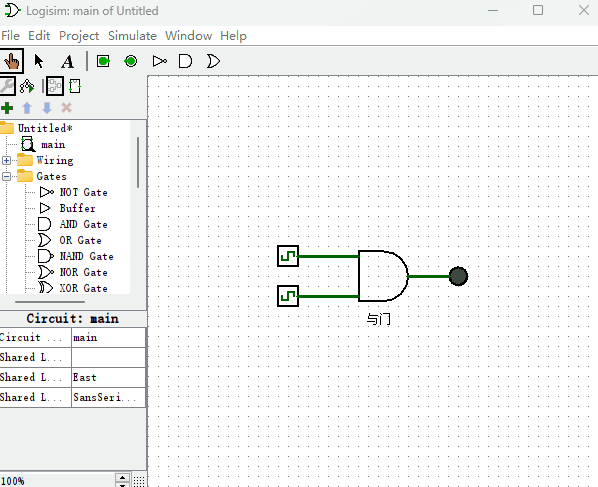 Logisim: main of Untitled
File Edit Project Simulate Window Help
A
Untitled*
main
Wiring
Gates
NOT Gate
Buffer
AND Gate
OR Gate
NAND Gate
NOR Gate
XOR Gate
Circuit: main
Circuit ... main
Shared L...
Shared L... East
Shared L... SansSeri...
100%
与门